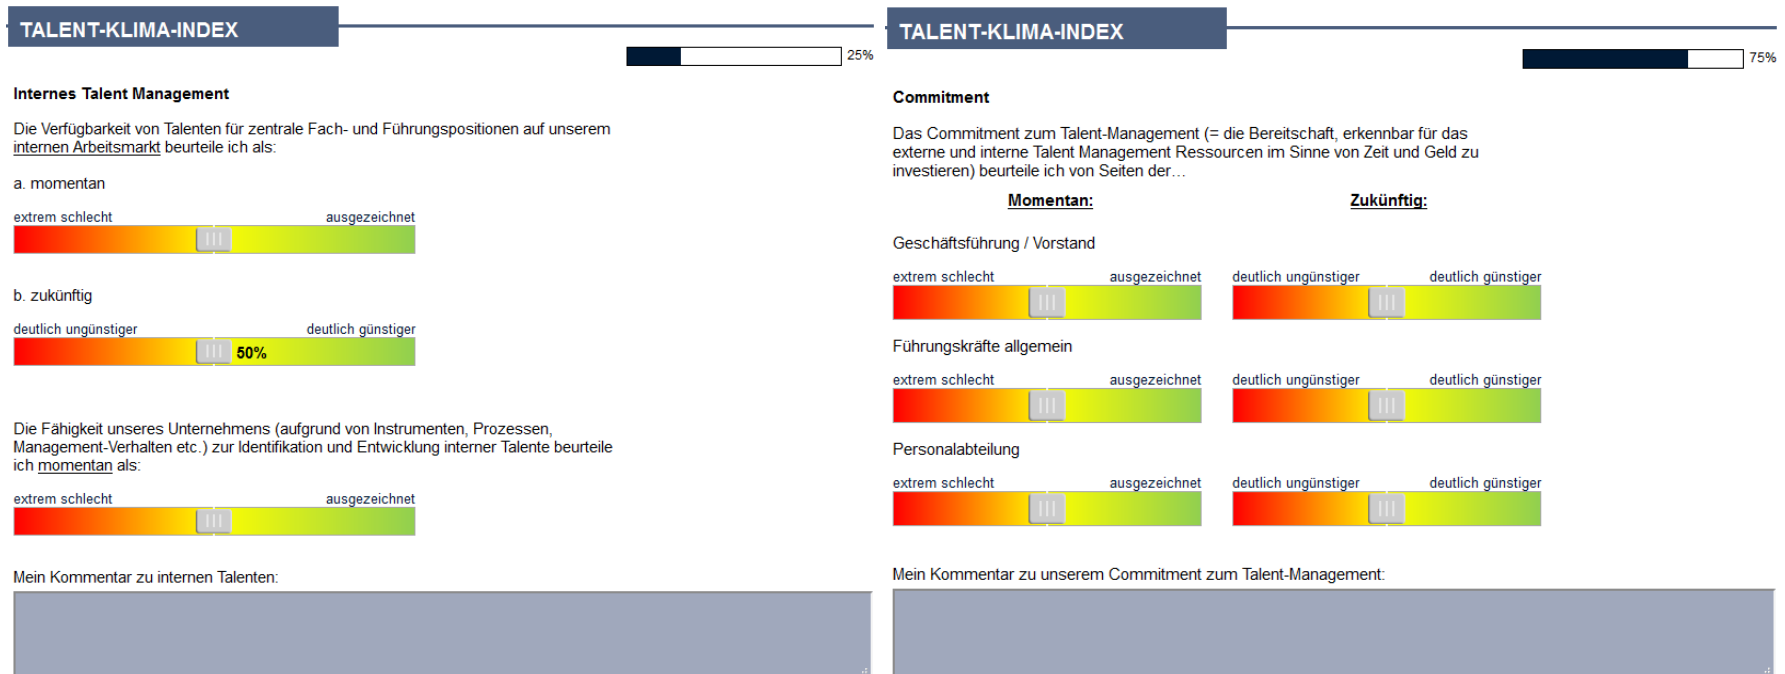 TALENT-KLIMA-INDEX
25%
Internes Talent Management
Die Verfügbarkeit von Talenten für zentrale Fach- und Führungspositionen auf unserem
internen Arbeitsmarkt beurteile ich als:
a. momentan
extrem schlecht ausgezeichnet
b. zukünftig
deutlich ungünstiger deutlich günstiger
50%
Die Fähigkeit unseres Unternehmens (aufgrund von Instrumenten, Prozessen,
Management-Verhalten etc.) zur Identifikation und Entwicklung interner Talente beurteile
ich momentan als:
extrem schlecht ausgezeichnet
Mein Kommentar zu internen Talenten:
TALENT-KLIMA-INDEX
75%
Commitment
Das Commitment zum Talent-Management (= die Bereitschaft, erkennbar für das
externe und interne Talent Management Ressourcen im Sinne von Zeit und Geld zu
investieren) beurteile ich von Seiten der…
Momentan: Zukünftig:
Geschäftsführung / Vorstand
extrem schlecht ausgezeichnet deutlich ungünstiger deutlich günstiger
Führungskräfte allgemein
extrem schlecht ausgezeichnet deutlich ungünstiger deutlich günstiger
Personalabteilung
extrem schlecht ausgezeichnet deutlich ungünstiger deutlich günstiger
Mein Kommentar zu unserem Commitment zum Talent-Management: